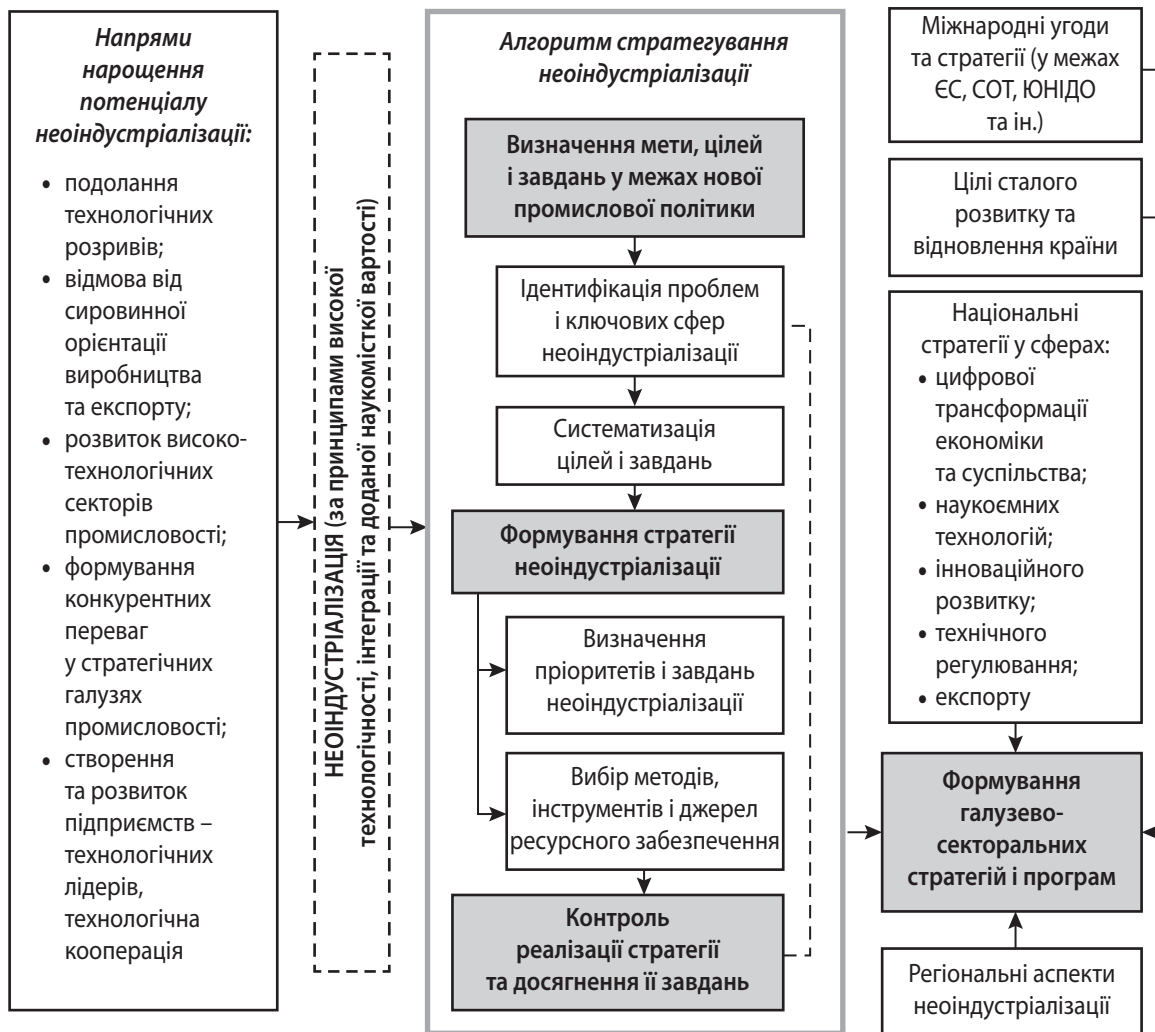 Напрями
нарощення
потенціалу
неоіндустріалізації:
• подолання
технологічних
розривів;
• відмова від
сировинної
орієнтації
виробництва
та експорту;
• розвиток високо-
технологічних
секторів
промисловості;
• формування
конкурентних
переваг
у стратегічних
галузях
промисловості;
• створення
та розвиток
підприємств –
технологічних
лідерів,
технологічна
кооперація
НЕОІНДУСТРІАЛІЗАЦІЯ (за принципами високої
технологічності, інтеграції та доданої наукомісткої вартості)
Алгоритм стратегування
неоіндустріалізації
Визначення мети, цілей
і завдань у межах нової
промислової політики
Ідентифікація проблем
і ключових сфер
неоіндустріалізації
Систематизація
цілей і завдань
Формування стратегії
неоіндустріалізації
Визначення
пріоритетів і завдань
неоіндустріалізації
Вибір методів,
інструментів і джерел
ресурсного забезпечення
Контроль
реалізації стратегії
та досягнення її завдань
Міжнародні угоди
та стратегії (у межах
ЄС, СОТ, ЮНІДО
та ін.)
Цілі сталого
розвитку та
відновлення країни
Національні
стратегії у сферах:
• цифрової
трансформації
економіки
та суспільства;
• наукоємних
технологій;
• інноваційного
розвитку;
• технічного
регулювання;
• експорту
Формування
галузево-
секторальних
стратегій і програм
Регіональні аспекти
неоіндустріалізації